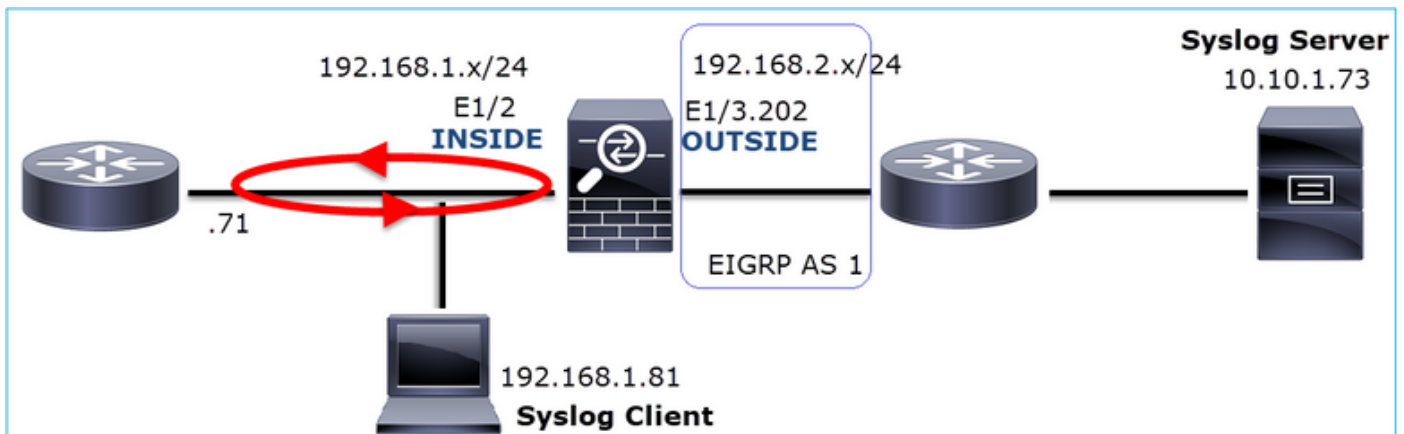 192.168.1.x/24
E1/2
INSIDE
192.168.2.x/24
E1/3.202
OUTSIDE
Syslog Server
10.10.1.73
.71
EIGRP AS 1
192.168.1.81
Syslog Client